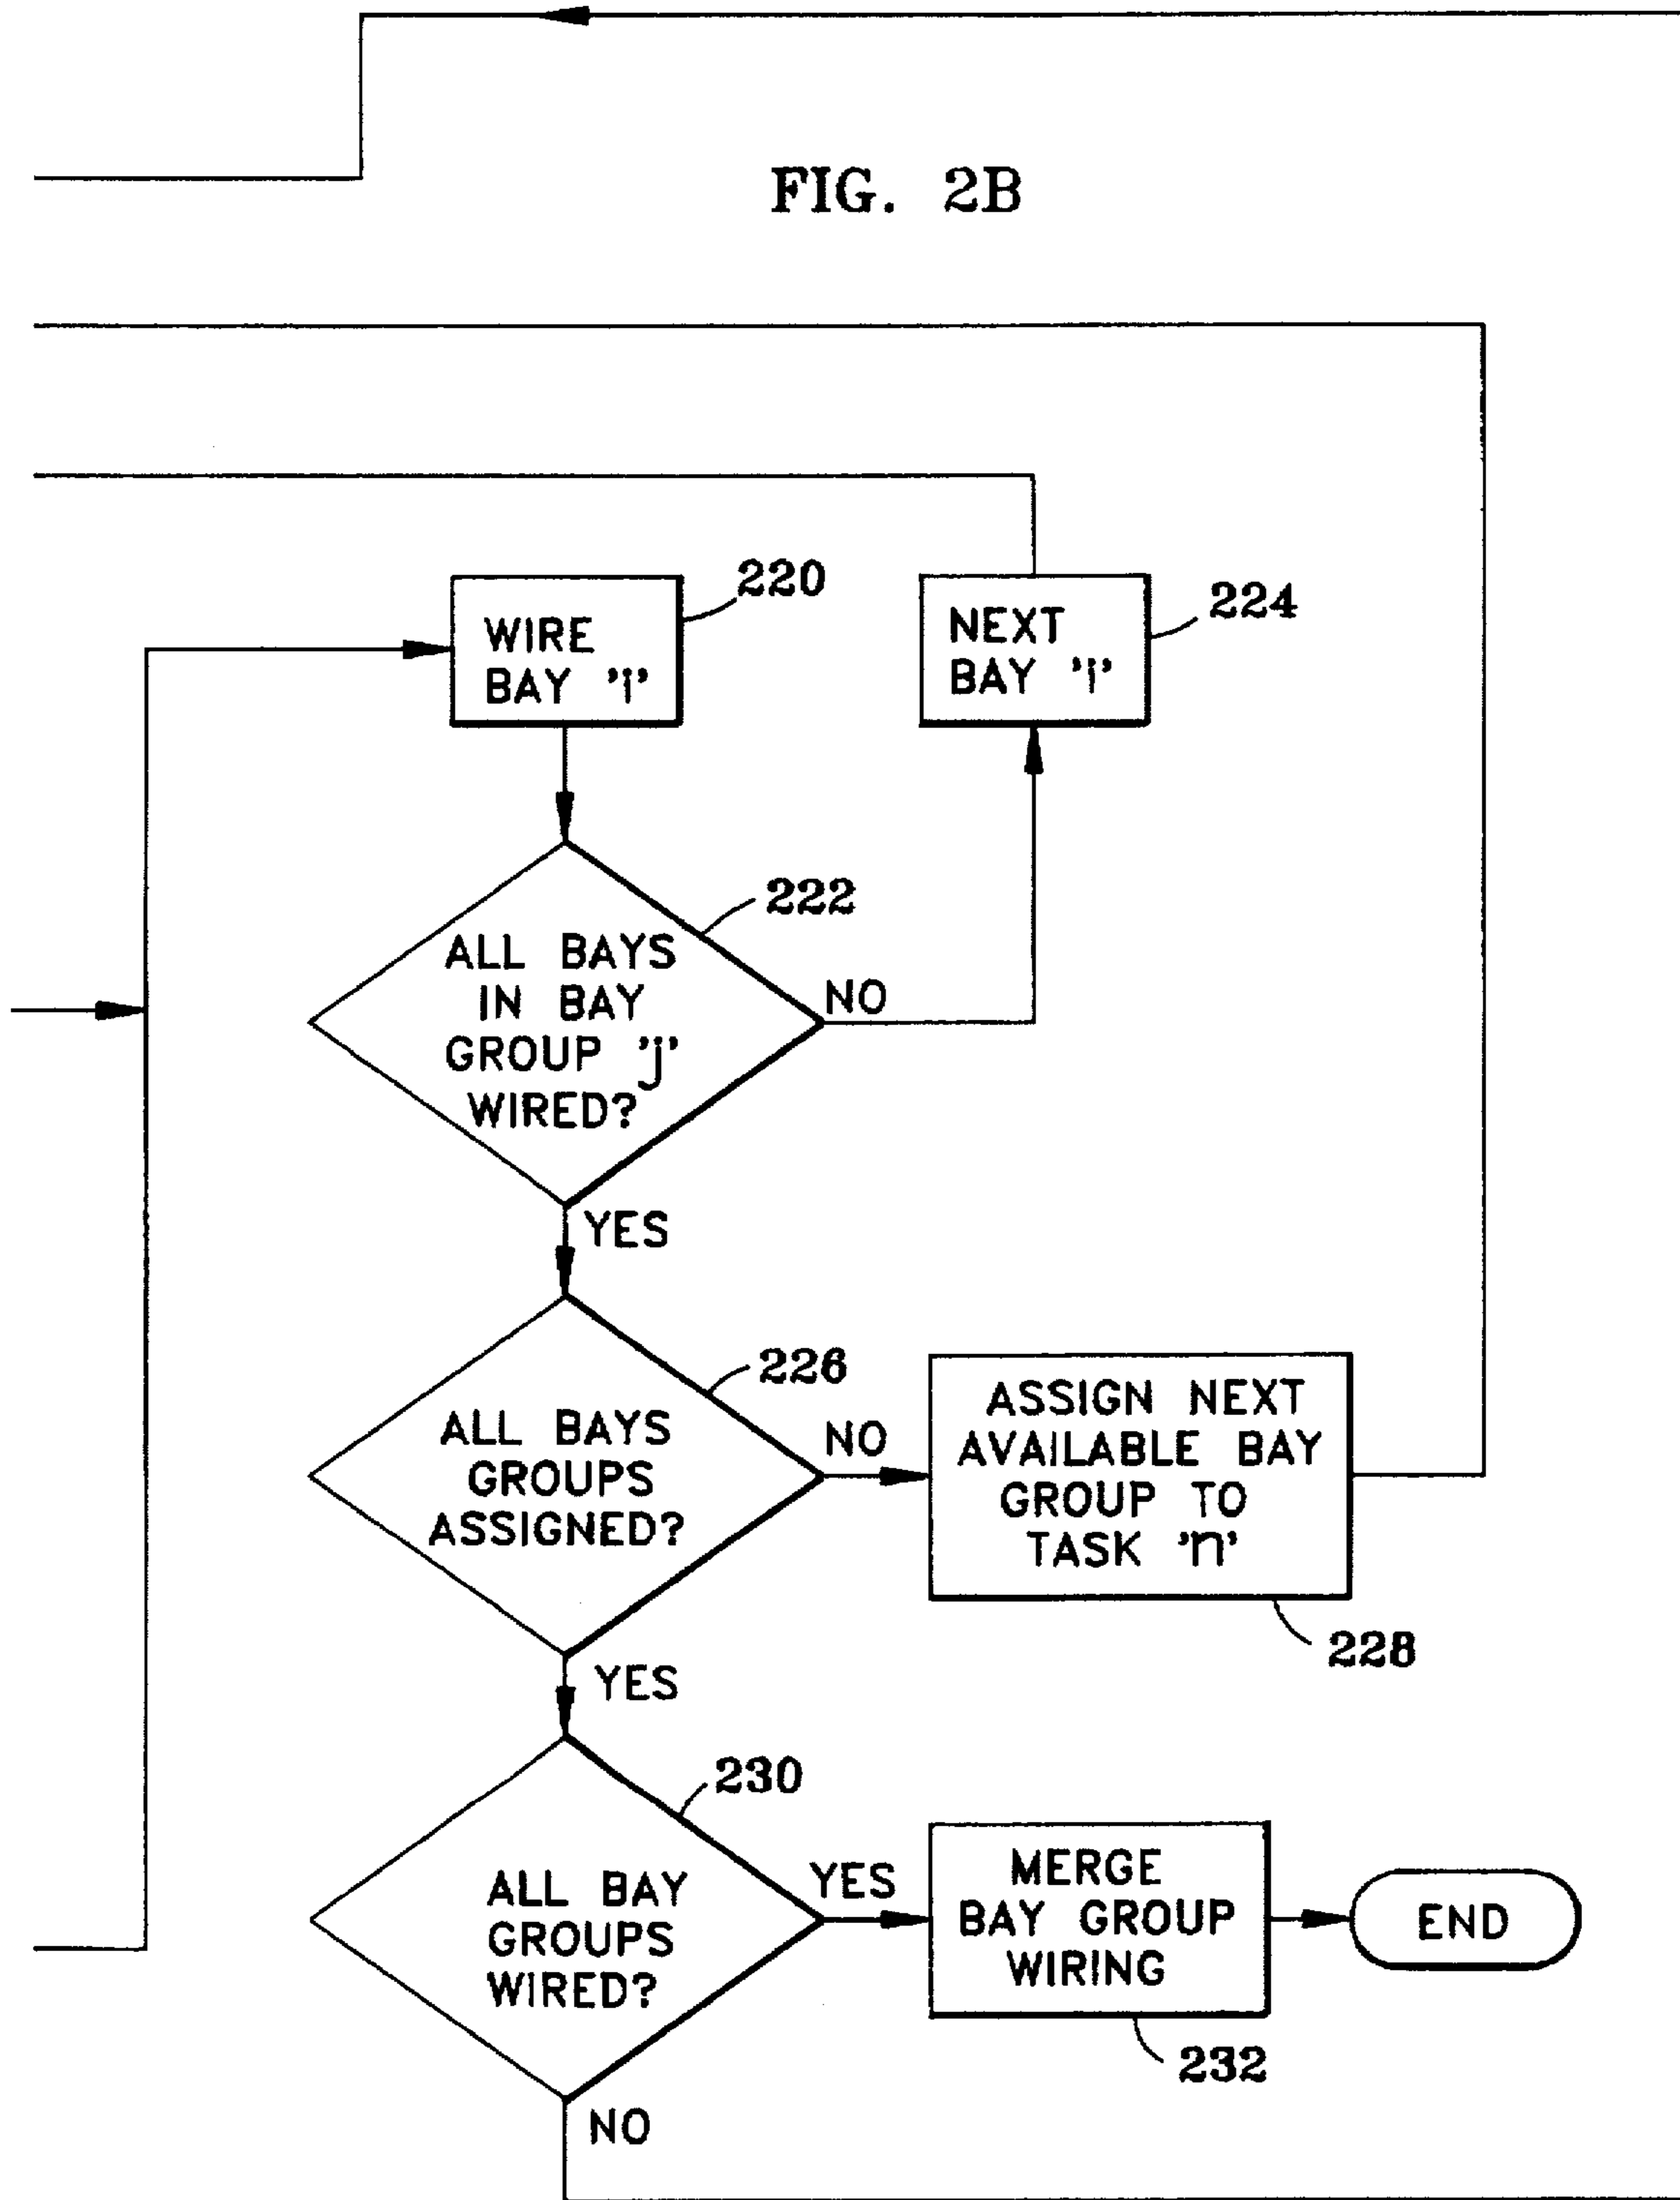 FIG. 2B
220
WIRE
BAY 'i'
224
NEXT
BAY 'i'
222
ALL BAYS
IN BAY
GROUP 'j'
WIRED?
NO
YES
226
ALL BAYS
GROUPS
ASSIGNED?
NO
ASSIGN NEXT
AVAILABLE BAY
GROUP TO
TASK 'n'
228
YES
230
ALL BAY
GROUPS
WIRED?
YES
MERGE
BAY GROUP
WIRING
232
END
NO